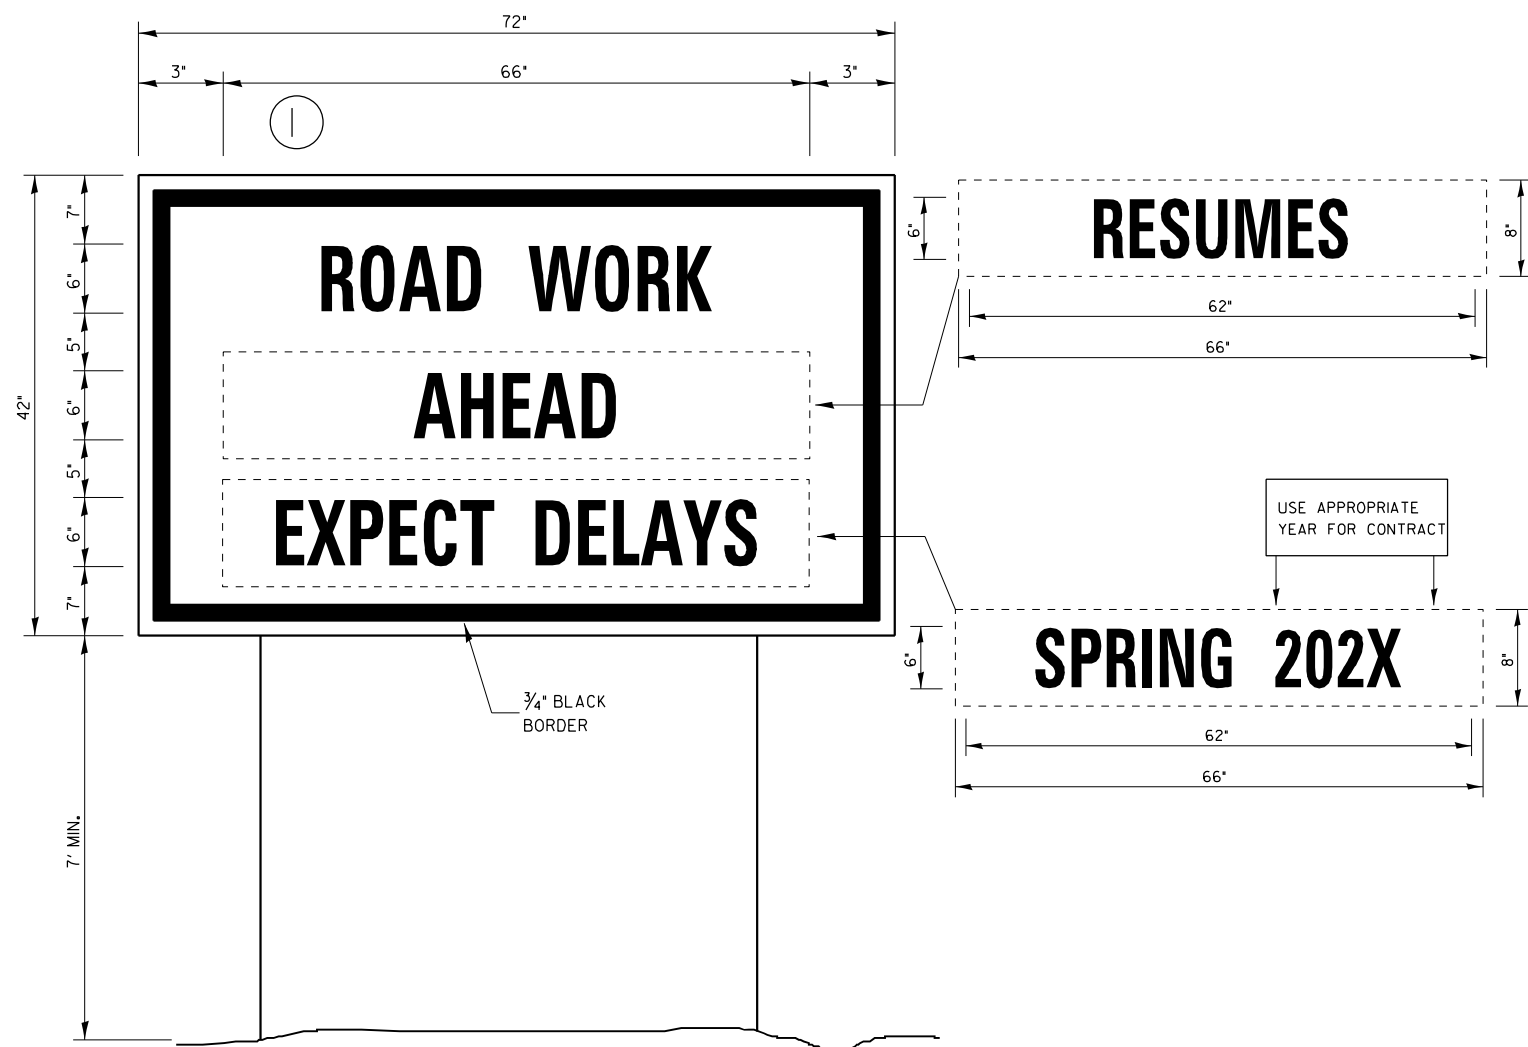 72"
3" 66" 3"
1
7"
6"
5"
6"
5"
6"
7"
42"
7' MIN.
ROAD WORK
AHEAD
EXPECT DELAYS
¾" BLACK
BORDER
6"
RESUMES
8"
62"
66"
USE APPROPRIATE
YEAR FOR CONTRACT
6"
SPRING 202X
8"
62"
66"